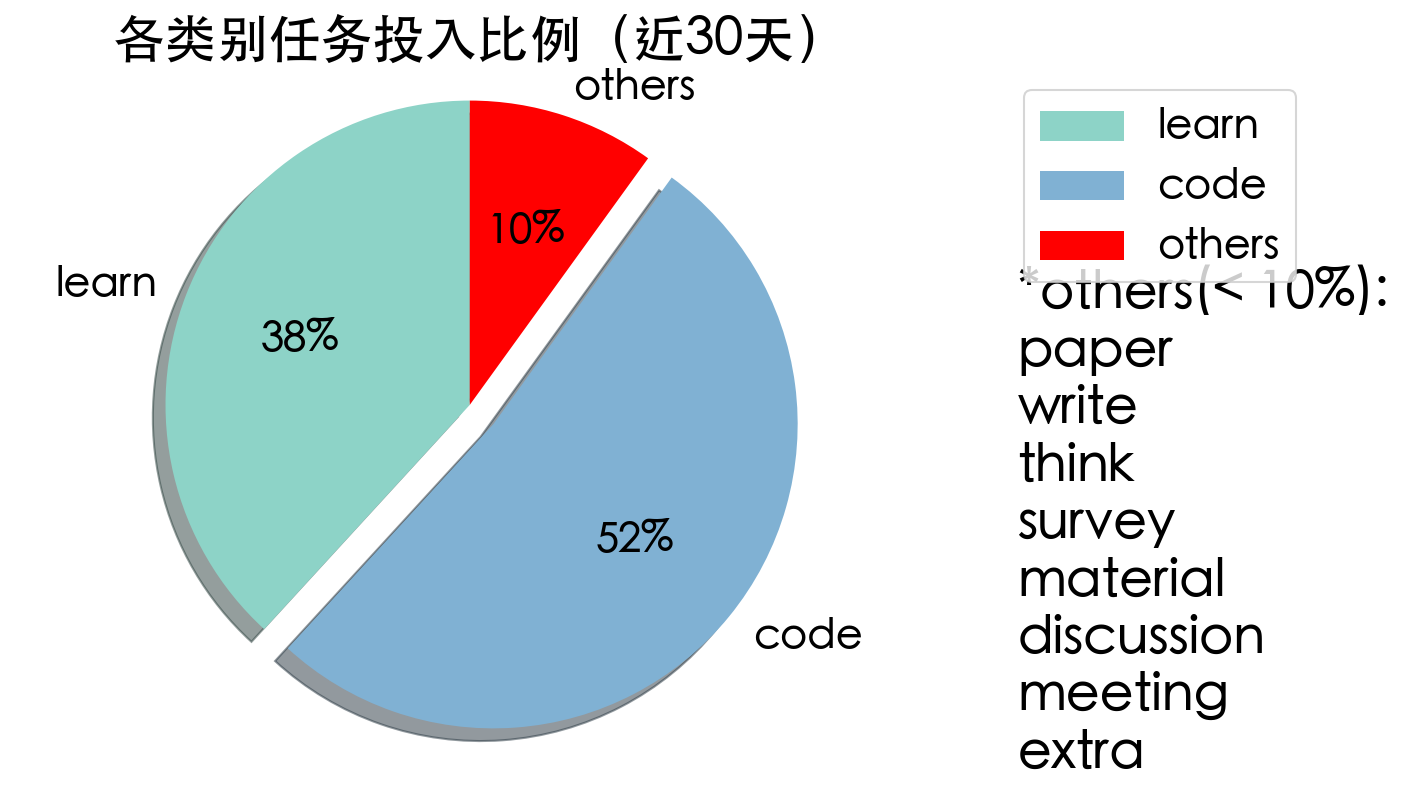 各类别任务投入比例（近30天）
others
10%
learn
38%
52%
code
learn
code
others
*others(< 10%):
paper
write
think
survey
material
discussion
meeting
extra